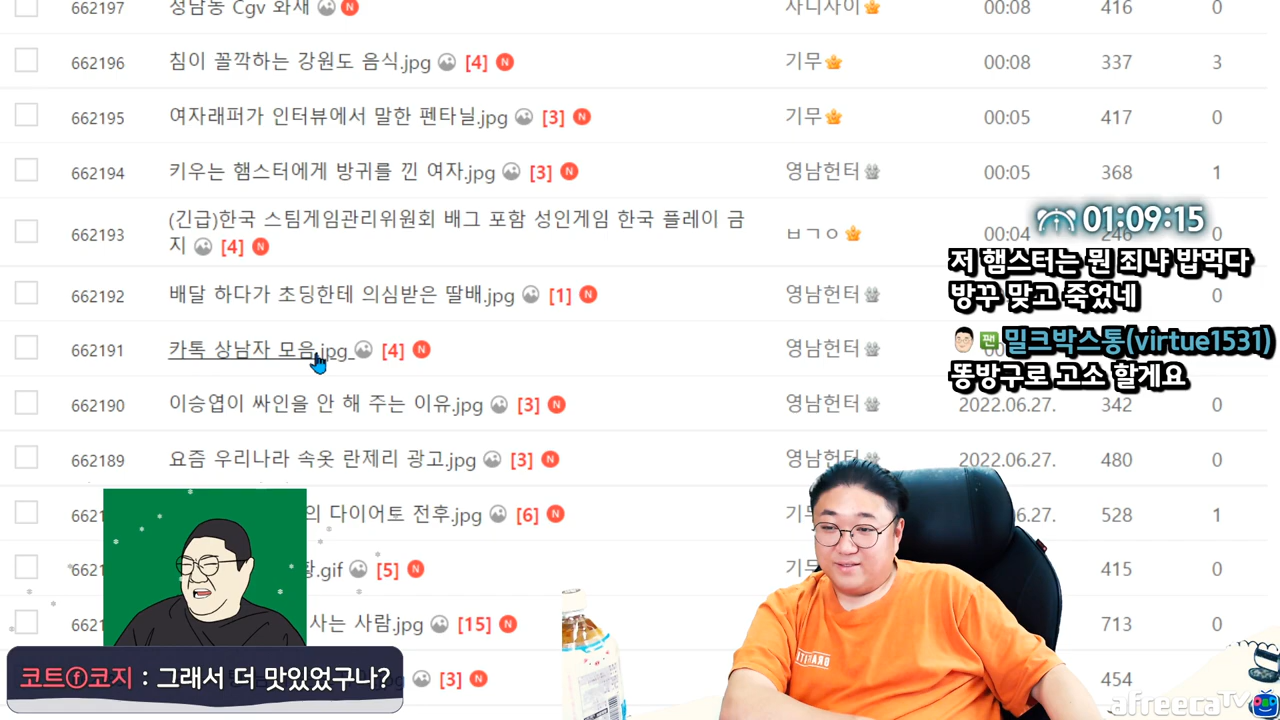 662197 성남동 Cgv 화재 N 사니사이 00:08 416 0
662196 침이 꼴깍하는 강원도 음식.jpg [4] N 기무 00:08 337 3
662195 여자래퍼가 인터뷰에서 말한 펜타닐.jpg [3] N 기무 00:05 417 0
662194 키우는 햄스터에게 방귀를 낀 여자.jpg [3] N 영남헌터 00:05 368 1
662193 (긴급)한국 스팀게임관리위원회 배그 포함 성인게임 한국 플레이 금
지 [4] N ㅂㄱㅇ 00:04 246 0
01:09:15
저 햄스터는 뭔 죄냐 밥먹다
방꾸 맞고 죽었네
662192 배달 하다가 초딩한테 의심받은 딸배.jpg [1] N 영남헌터 0
662191 카톡 상남자 모음.jpg [4] N 영남헌터
팬 밀크박스통(virtue1531)
똥방구로 고소 할게요
662190 이승엽이 싸인을 안 해 주는 이유.jpg [3] N 영남헌터 2022.06.27. 342 0
662189 요즘 우리나라 속옷 란제리 광고.jpg [3] N 영남헌터 2022.06.27. 480 0
6621 의 다이어토 전후.jpg [6] N 기무 06.27. 528 1
6621 황.gif [5] N 기무 415 0
6621 사는 사람.jpg [15] N 713 0
[3] N 454
코트ⓕ코지 : 그래서 더 맛있었구나?
afreecaTV